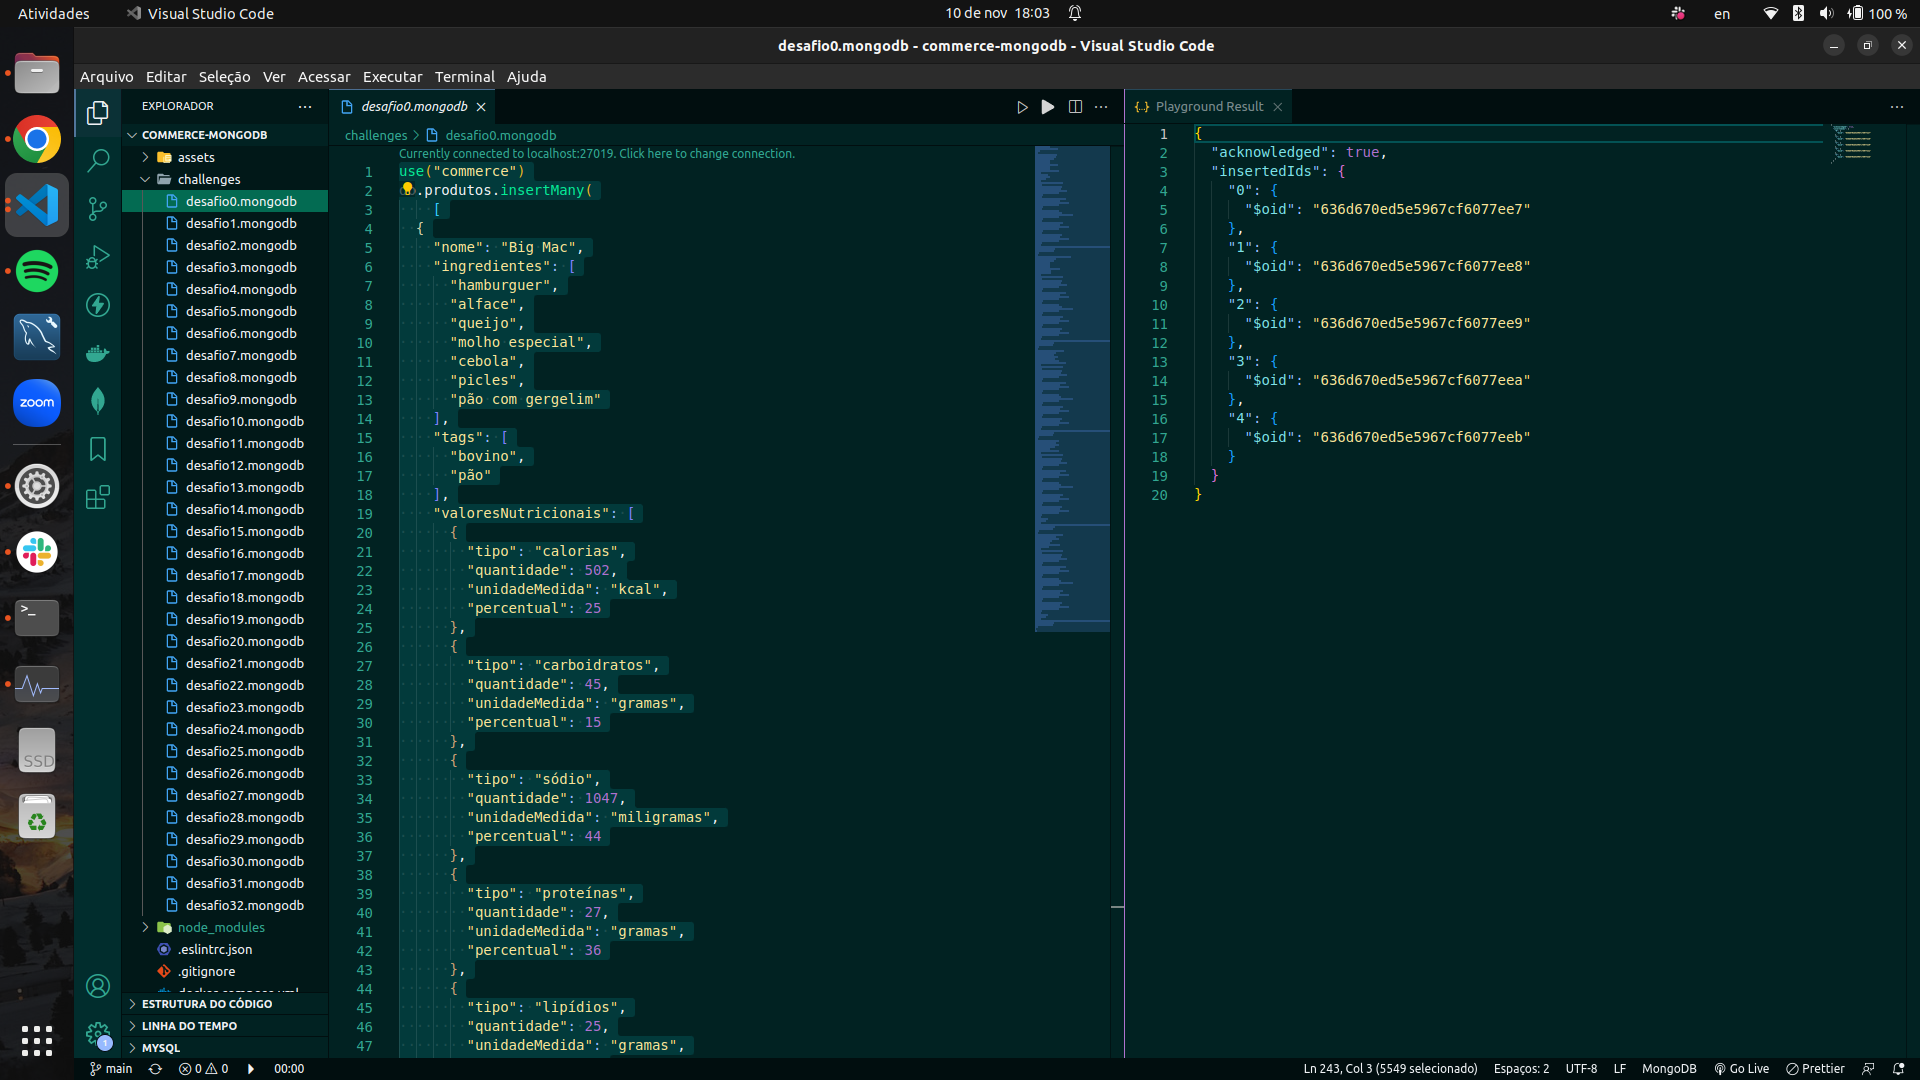 Atividades
Visual Studio Code
10 de nov 18:03
en
100 %
desafio0.mongodb - commerce-mongodb - Visual Studio Code
Arquivo Editar Seleção Ver Acessar Executar Terminal Ajuda
EXPLORADOR
COMMERCE-MONGODB
assets
challenges
desafio0.mongodb
desafio1.mongodb
desafio2.mongodb
desafio3.mongodb
desafio4.mongodb
desafio5.mongodb
desafio6.mongodb
desafio7.mongodb
desafio8.mongodb
desafio9.mongodb
desafio10.mongodb
desafio11.mongodb
desafio12.mongodb
desafio13.mongodb
desafio14.mongodb
desafio15.mongodb
desafio16.mongodb
desafio17.mongodb
desafio18.mongodb
desafio19.mongodb
desafio20.mongodb
desafio21.mongodb
desafio22.mongodb
desafio23.mongodb
desafio24.mongodb
desafio25.mongodb
desafio26.mongodb
desafio27.mongodb
desafio28.mongodb
desafio29.mongodb
desafio30.mongodb
desafio31.mongodb
desafio32.mongodb
node_modules
.eslintrc.json
.gitignore
ESTRUTURA DO CÓDIGO
LINHA DO TEMPO
MYSQL
zoom
SSD
1
desafio0.mongodb
challenges > desafio0.mongodb
Currently connected to localhost:27019. Click here to change connection.
1 use("commerce")
2 .produtos.insertMany(
3 [
4 {
5 "nome": "Big Mac",
6 "ingredientes": [
7 "hamburguer",
8 "alface",
9 "queijo",
10 "molho especial",
11 "cebola",
12 "picles",
13 "pão com gergelim"
14 ],
15 "tags": [
16 "bovino",
17 "pão"
18 ],
19 "valoresNutricionais": [
20 {
21 "tipo": "calorias",
22 "quantidade": 502,
23 "unidadeMedida": "kcal",
24 "percentual": 25
25 },
26 {
27 "tipo": "carboidratos",
28 "quantidade": 45,
29 "unidadeMedida": "gramas",
30 "percentual": 15
31 },
32 {
33 "tipo": "sódio",
34 "quantidade": 1047,
35 "unidadeMedida": "miligramas",
36 "percentual": 44
37 },
38 {
39 "tipo": "proteínas",
40 "quantidade": 27,
41 "unidadeMedida": "gramas",
42 "percentual": 36
43 },
44 {
45 "tipo": "lipídios",
46 "quantidade": 25,
47 "unidadeMedida": "gramas",
{..} Playground Result
1 {
2 "acknowledged": true,
3 "insertedIds": {
4 "0": {
5 "$oid": "636d670ed5e5967cf6077ee7"
6 },
7 "1": {
8 "$oid": "636d670ed5e5967cf6077ee8"
9 },
10 "2": {
11 "$oid": "636d670ed5e5967cf6077ee9"
12 },
13 "3": {
14 "$oid": "636d670ed5e5967cf6077eea"
15 },
16 "4": {
17 "$oid": "636d670ed5e5967cf6077eeb"
18 }
19 }
20 }
main
0 0
00:00
Ln 243, Col 3 (5549 selecionado)
Espaços: 2
UTF-8
LF
MongoDB
Go Live
Prettier